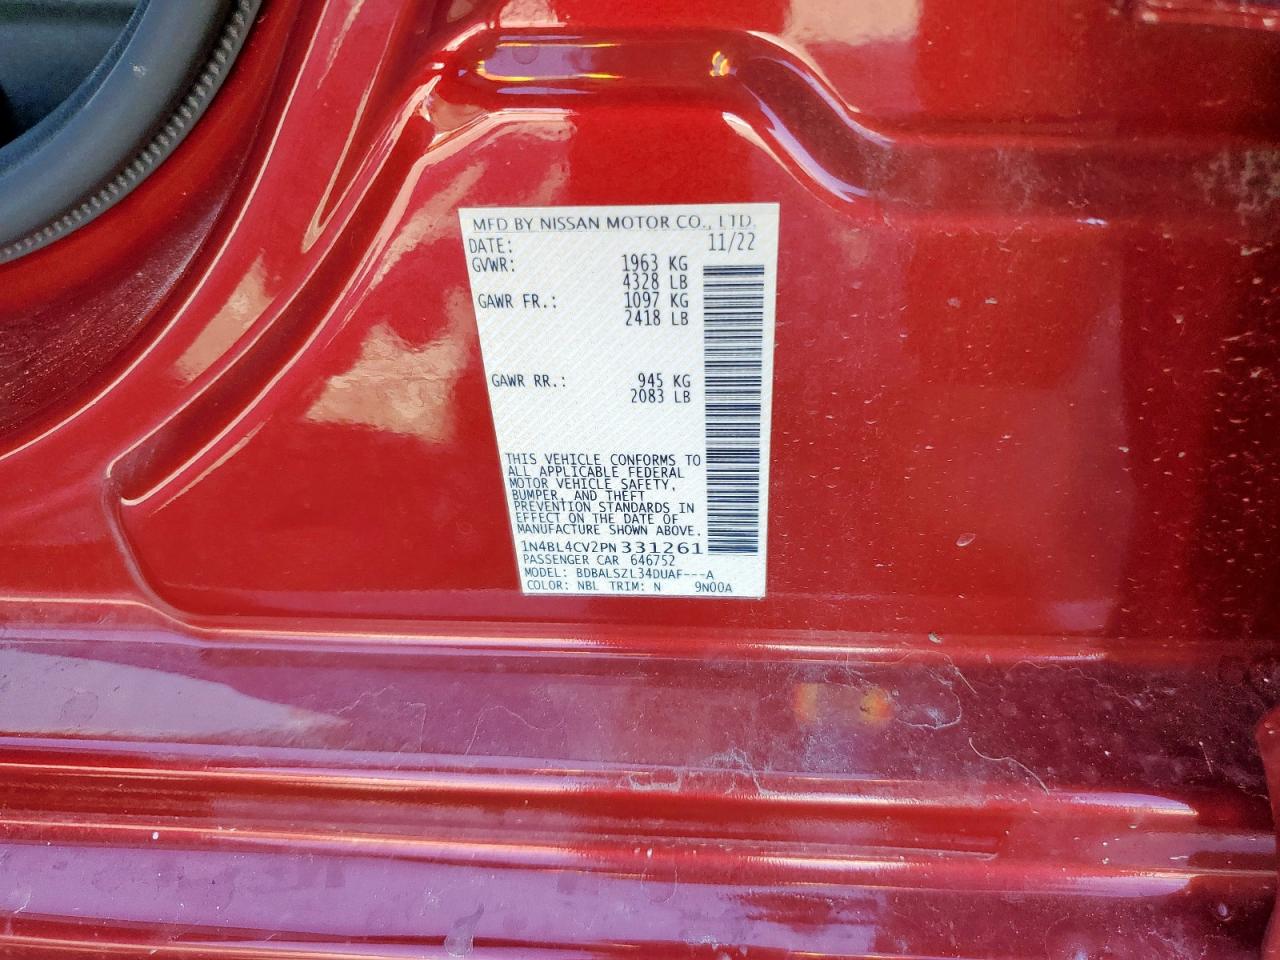 MFD BY NISSAN MOTOR CO., LTD.
DATE: 11/22
GVWR: 1963 KG
4328 LB
GAWR FR.: 1097 KG
2418 LB
GAWR RR.: 945 KG
2083 LB
THIS VEHICLE CONFORMS TO
ALL APPLICABLE FEDERAL
MOTOR VEHICLE SAFETY,
BUMPER, AND THEFT
PREVENTION STANDARDS IN
EFFECT ON THE DATE OF
MANUFACTURE SHOWN ABOVE.
1N4BL4CV2PN331261
PASSENGER CAR 646752
MODEL: BDBALSZL34DUAF---A
COLOR: NBL TRIM: N 9N00A